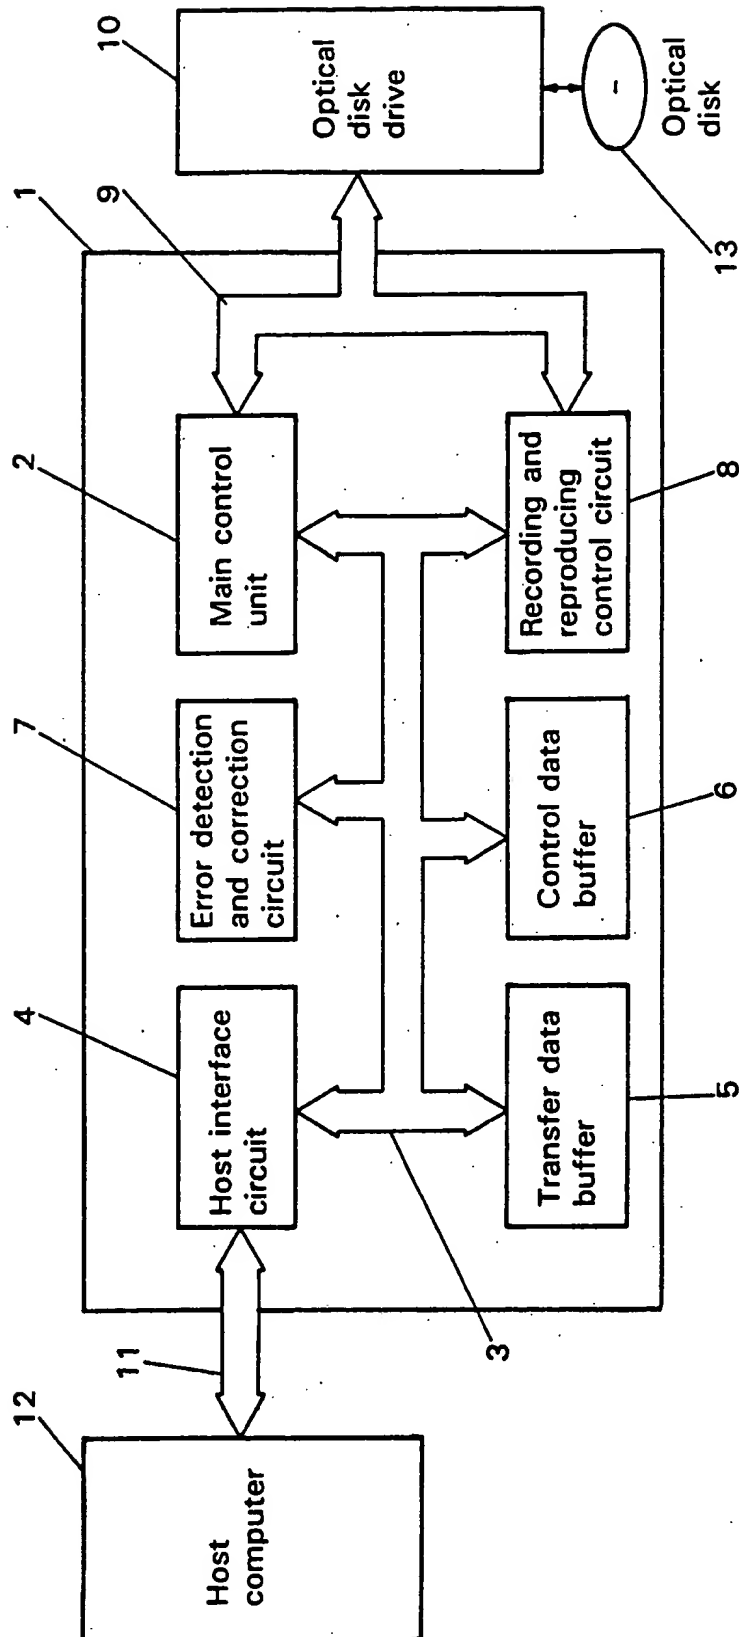 12
Host
computer
11
3
1
4
Host interface
circuit
7
Error detection
and correction
circuit
2
Main control
unit
9
Transfer data
buffer
5
Control data
buffer
6
Recording and
reproducing
control circuit
8
10
Optical
disk
drive
Optical
disk
13